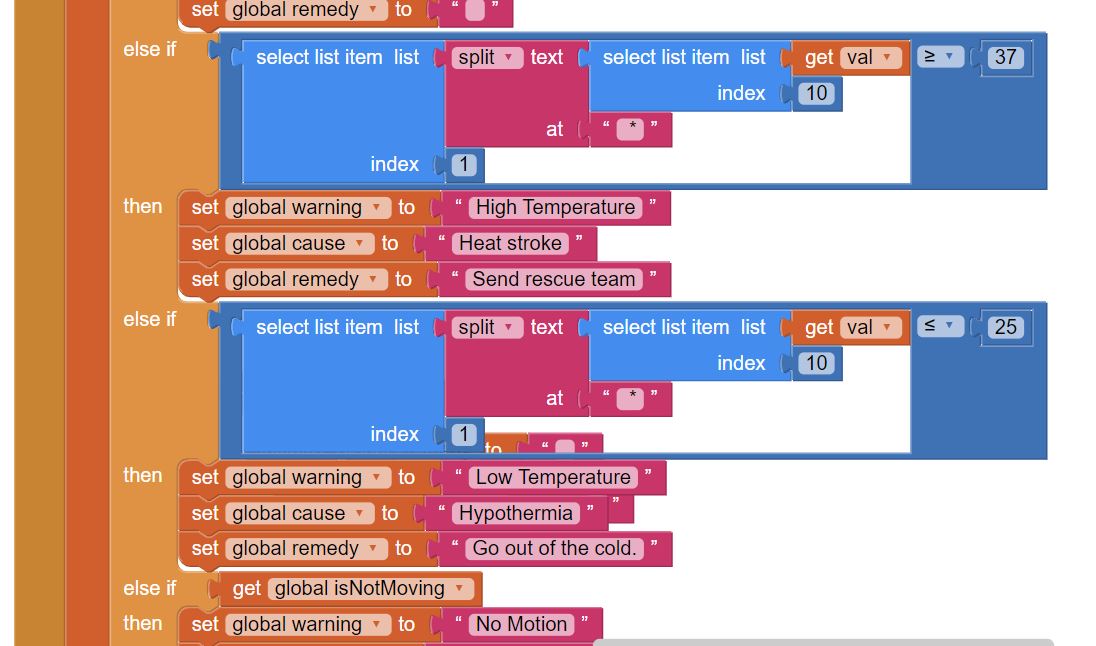 set global remedy to “ ”
else if select list item list split text select list item list get val ≥ 37
index 10
at “ * ”
index 1
then set global warning to “ High Temperature ”
set global cause to “ Heat stroke ”
set global remedy to “ Send rescue team ”
else if select list item list split text select list item list get val ≤ 25
index 10
at “ * ”
index 1 to “ ”
then set global warning to “ Low Temperature ”
set global cause to “ Hypothermia ” ”
set global remedy to “ Go out of the cold. ”
else if get global isNotMoving
then set global warning to “ No Motion ”